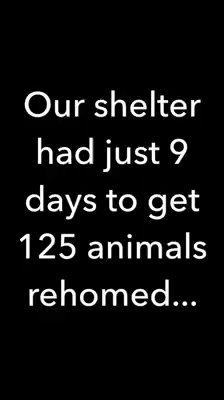 Our shelter
had just 9
days to get
125 animals
rehomed...